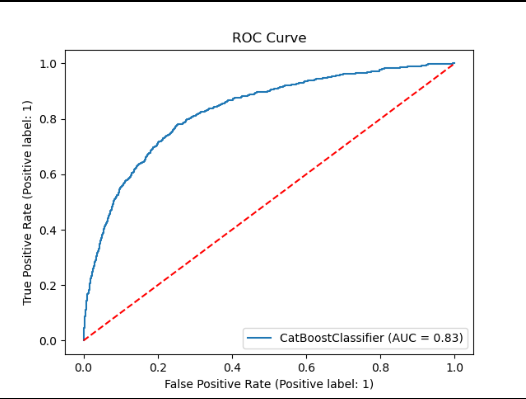 ROC Curve
True Positive Rate (Positive label: 1)
1.0
0.8
0.6
0.4
0.2
0.0
CatBoostClassifier (AUC = 0.83)
0.0 0.2 0.4 0.6 0.8 1.0
False Positive Rate (Positive label: 1)